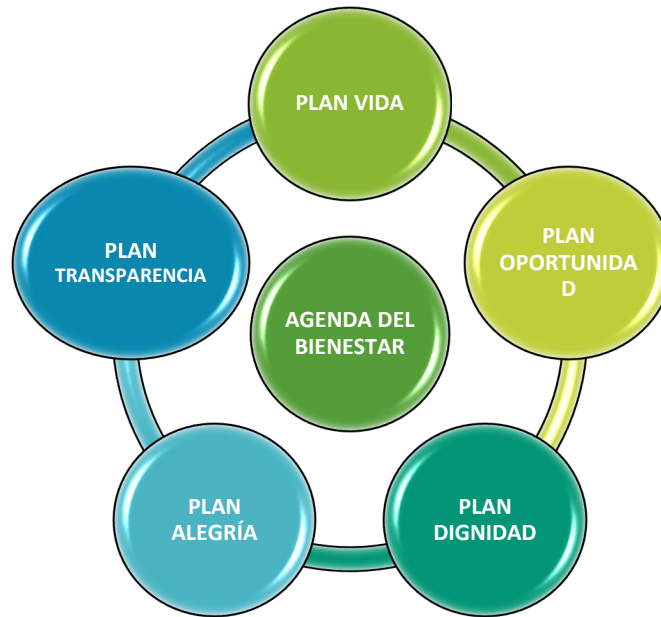 PLAN VIDA
PLAN
OPORTUNIDA
D
PLAN
TRANSPARENCIA
AGENDA DEL
BIENESTAR
PLAN
ALEGRÍA
PLAN
DIGNIDAD